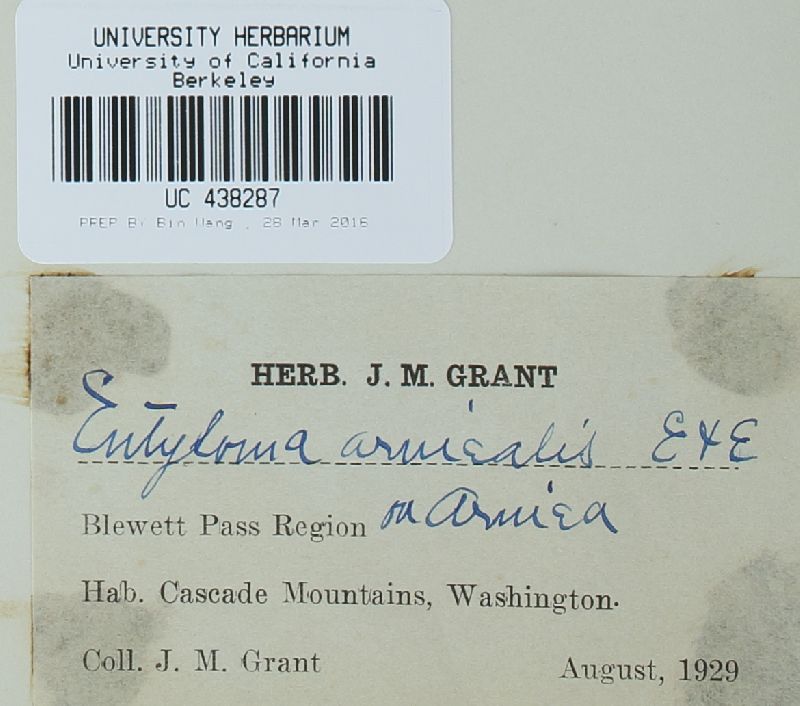 UNIVERSITY HERBARIUM
University of California
Berkeley
UC 438287
PREP BY Bin Wang , 28 Mar 2016
HERB. J. M. GRANT
Entyloma arnicalis E & E
Blewett Pass Region on Arnica
Hab. Cascade Mountains, Washington.
Coll. J. M. Grant August, 1929